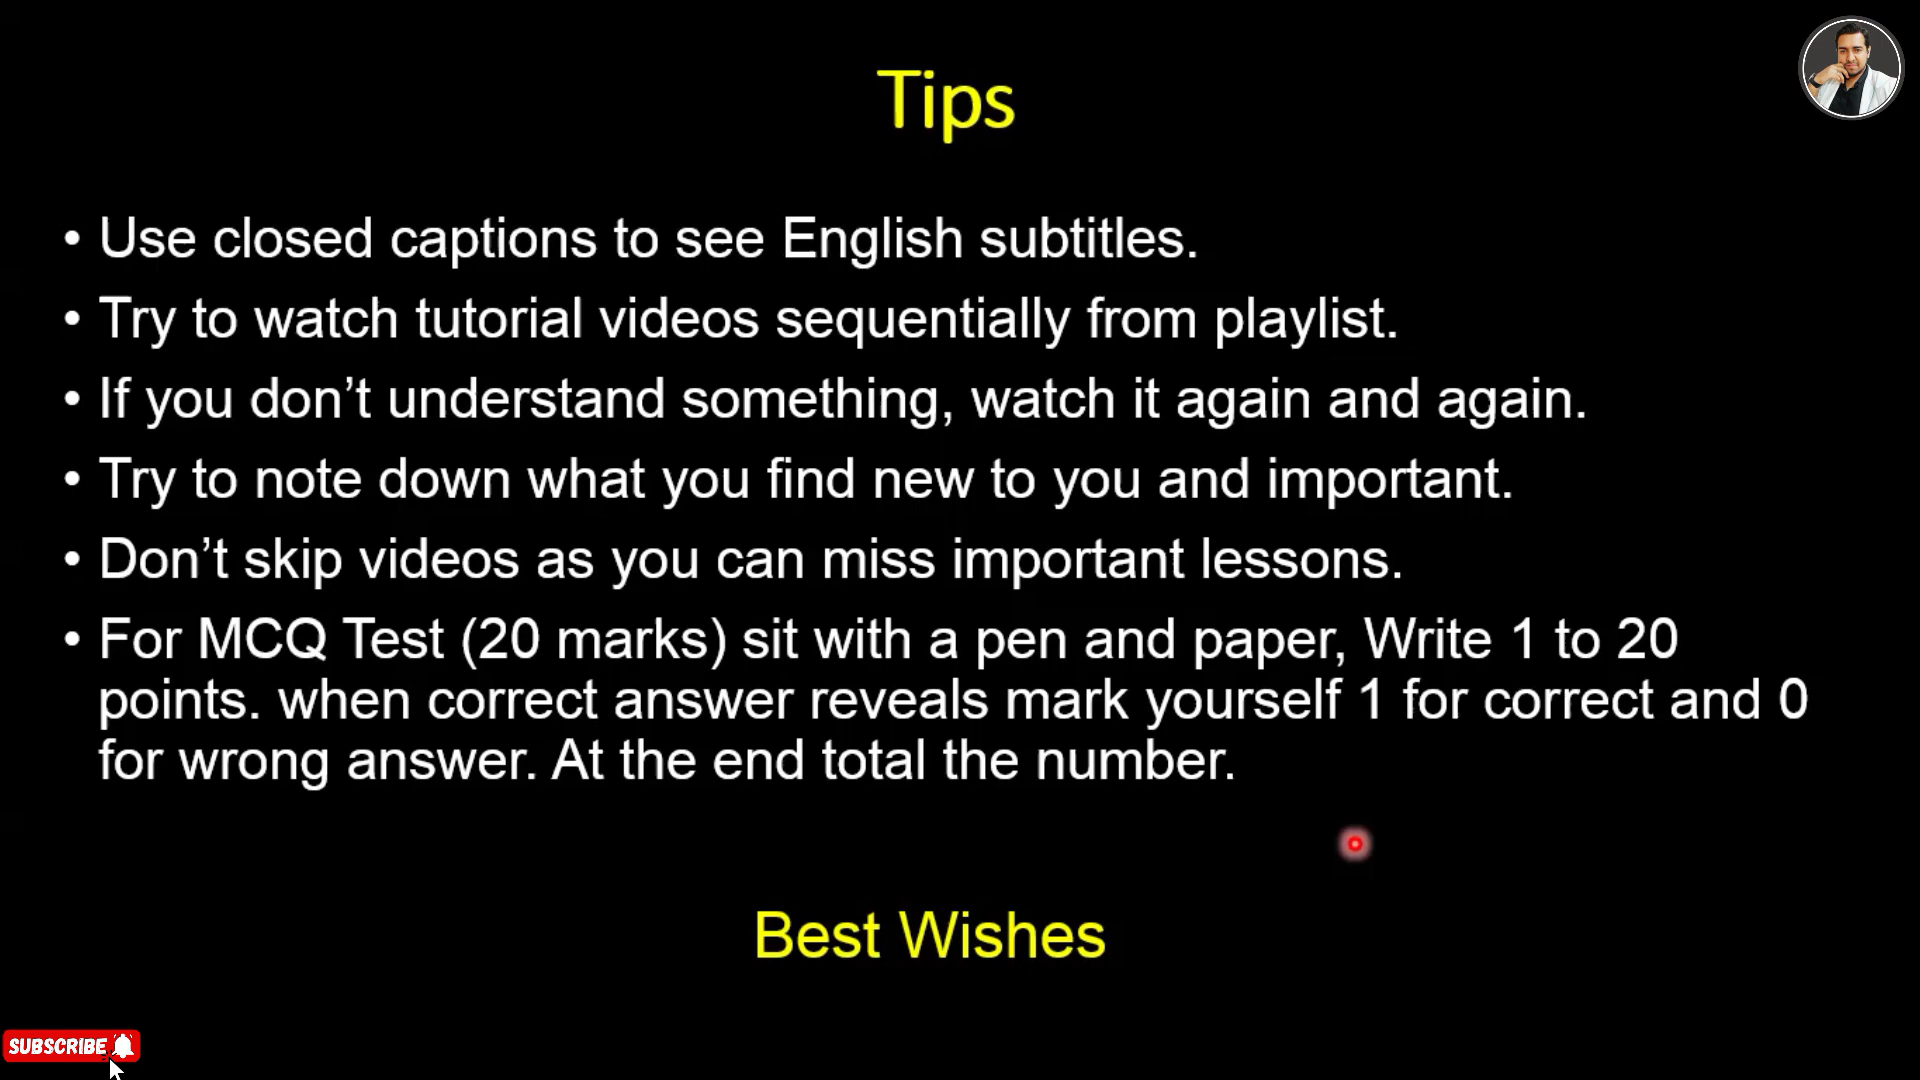 Tips
• Use closed captions to see English subtitles.
• Try to watch tutorial videos sequentially from playlist.
• If you don’t understand something, watch it again and again.
• Try to note down what you find new to you and important.
• Don’t skip videos as you can miss important lessons.
• For MCQ Test (20 marks) sit with a pen and paper, Write 1 to 20
points. when correct answer reveals mark yourself 1 for correct and 0
for wrong answer. At the end total the number.
Best Wishes
SUBSCRIBE